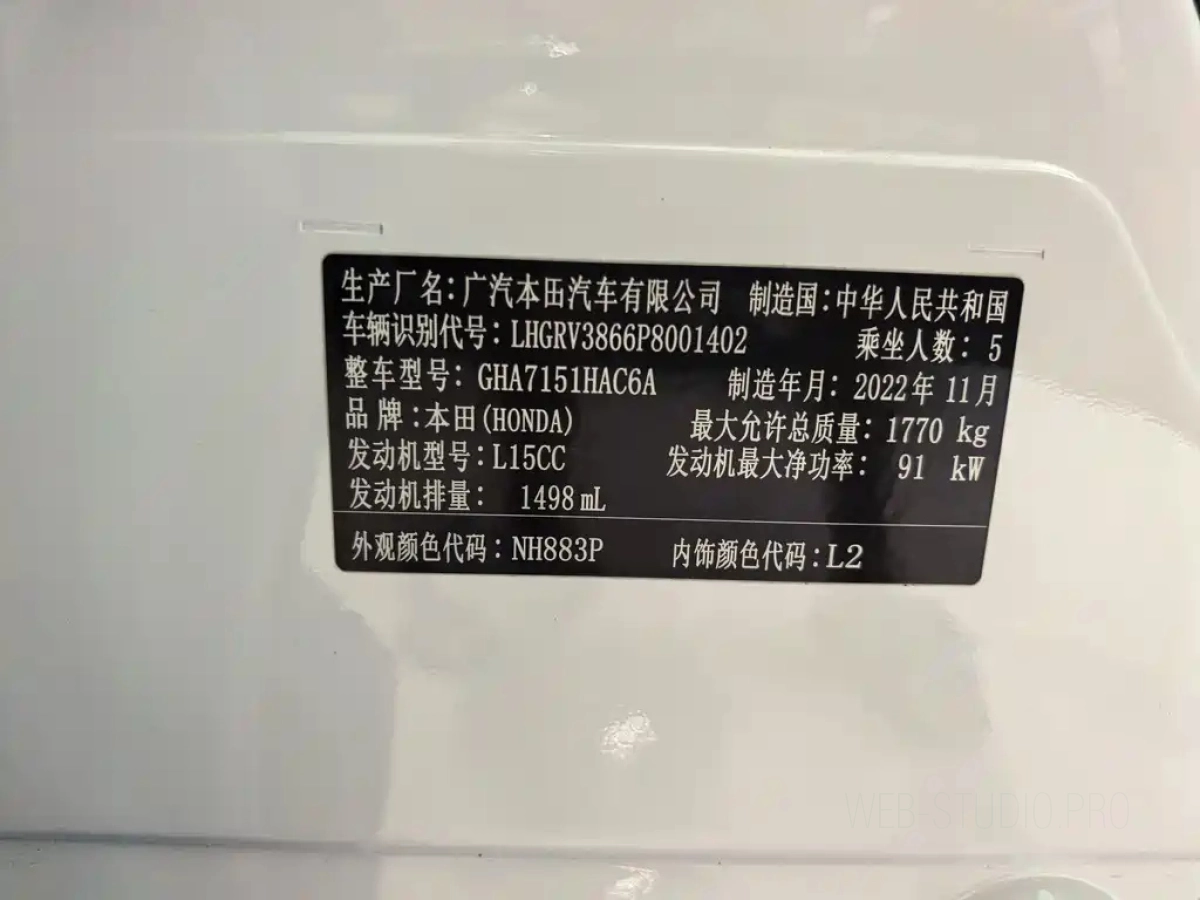 生产厂名：广汽本田汽车有限公司 制造国：中华人民共和国
车辆识别代号：LHGRV3866P8001402 乘坐人数：5
整车型号：GHA7151HAC6A 制造年月：2022年11月
品牌：本田(HONDA) 最大允许总质量：1770 kg
发动机型号：L15CC 发动机最大净功率：91 kW
发动机排量：1498mL
外观颜色代码：NH883P 内饰颜色代码：L2
WEB-STUDIO PRO